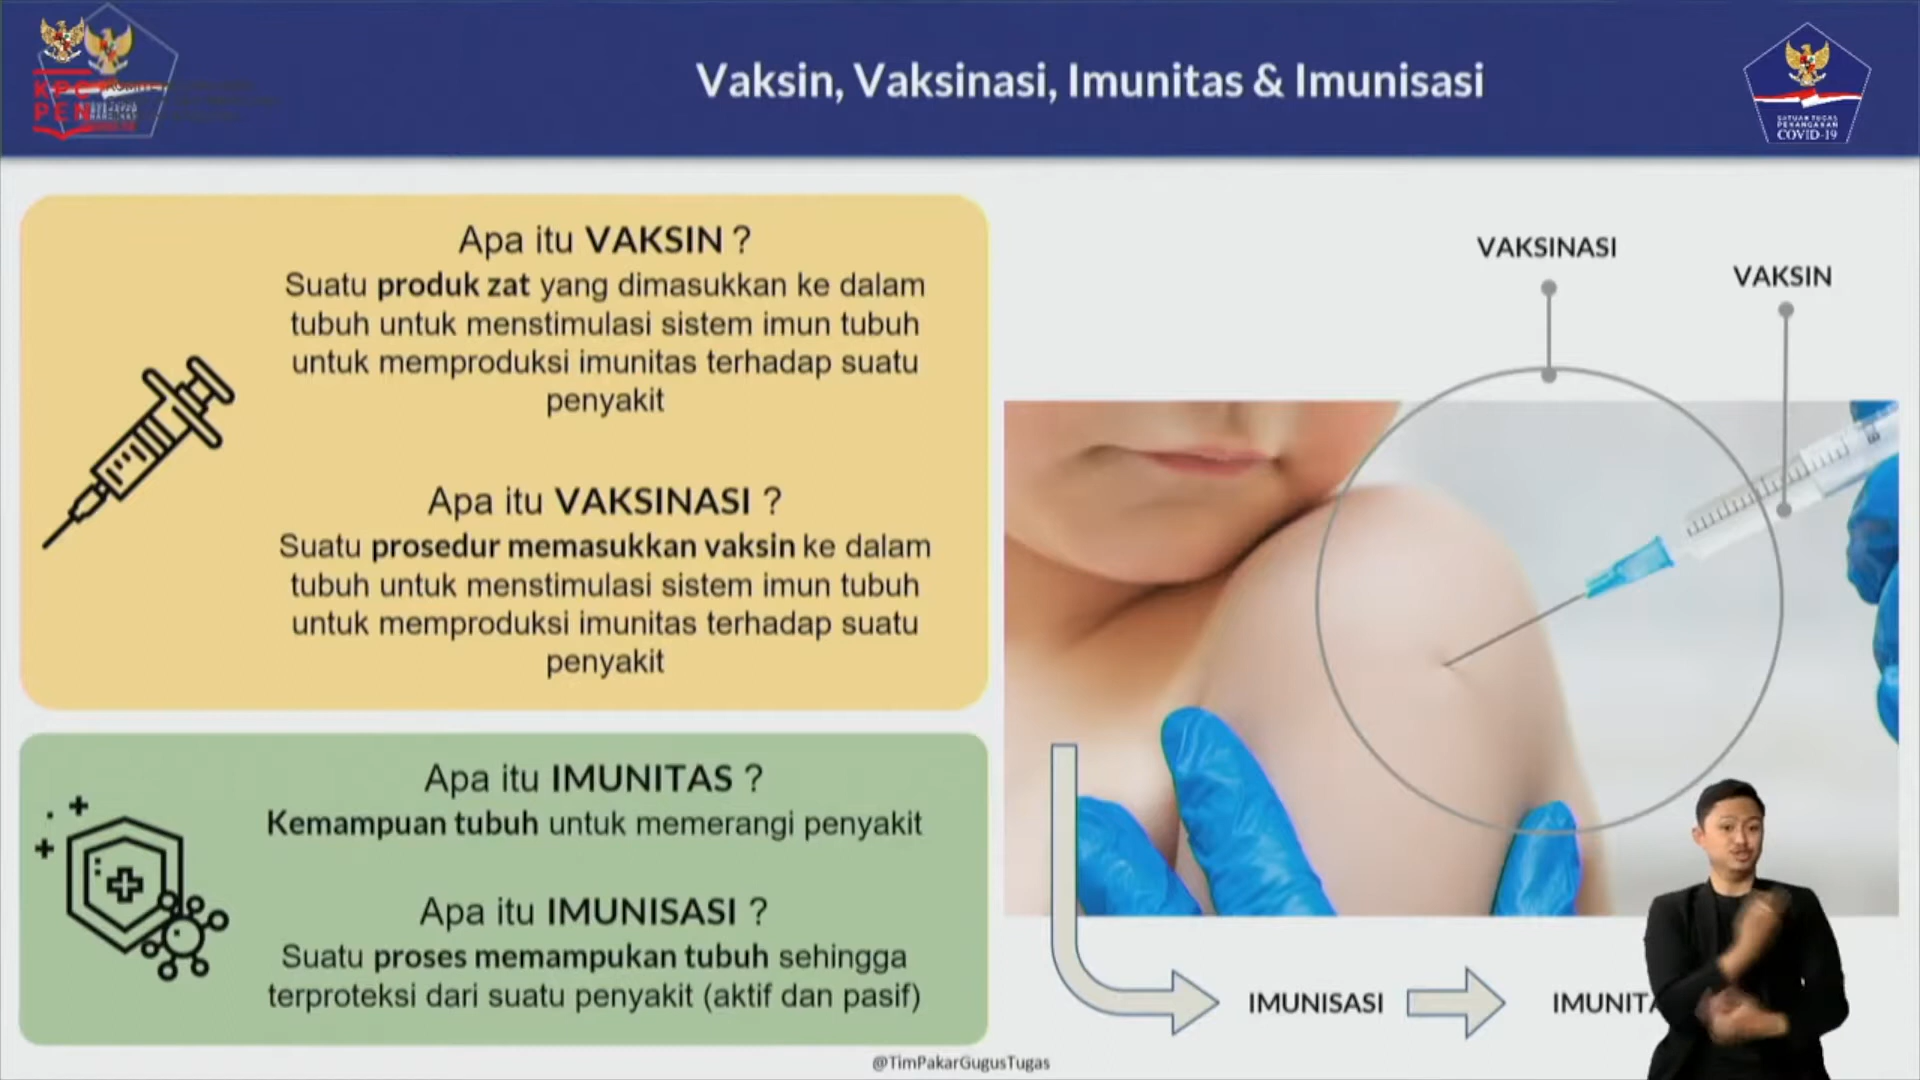 Vaksin, Vaksinasi, Imunitas & Imunisasi
KPC
PEN
SATUAN TUGAS
PENANGANAN
COVID-19
Apa itu VAKSIN ?
Suatu produk zat yang dimasukkan ke dalam
tubuh untuk menstimulasi sistem imun tubuh
untuk memproduksi imunitas terhadap suatu
penyakit
Apa itu VAKSINASI ?
Suatu prosedur memasukkan vaksin ke dalam
tubuh untuk menstimulasi sistem imun tubuh
untuk memproduksi imunitas terhadap suatu
penyakit
Apa itu IMUNITAS ?
Kemampuan tubuh untuk memerangi penyakit
Apa itu IMUNISASI ?
Suatu proses memampukan tubuh sehingga
terproteksi dari suatu penyakit (aktif dan pasif)
VAKSINASI
VAKSIN
IMUNISASI
IMUNITA
@TimPakarGugusTugas